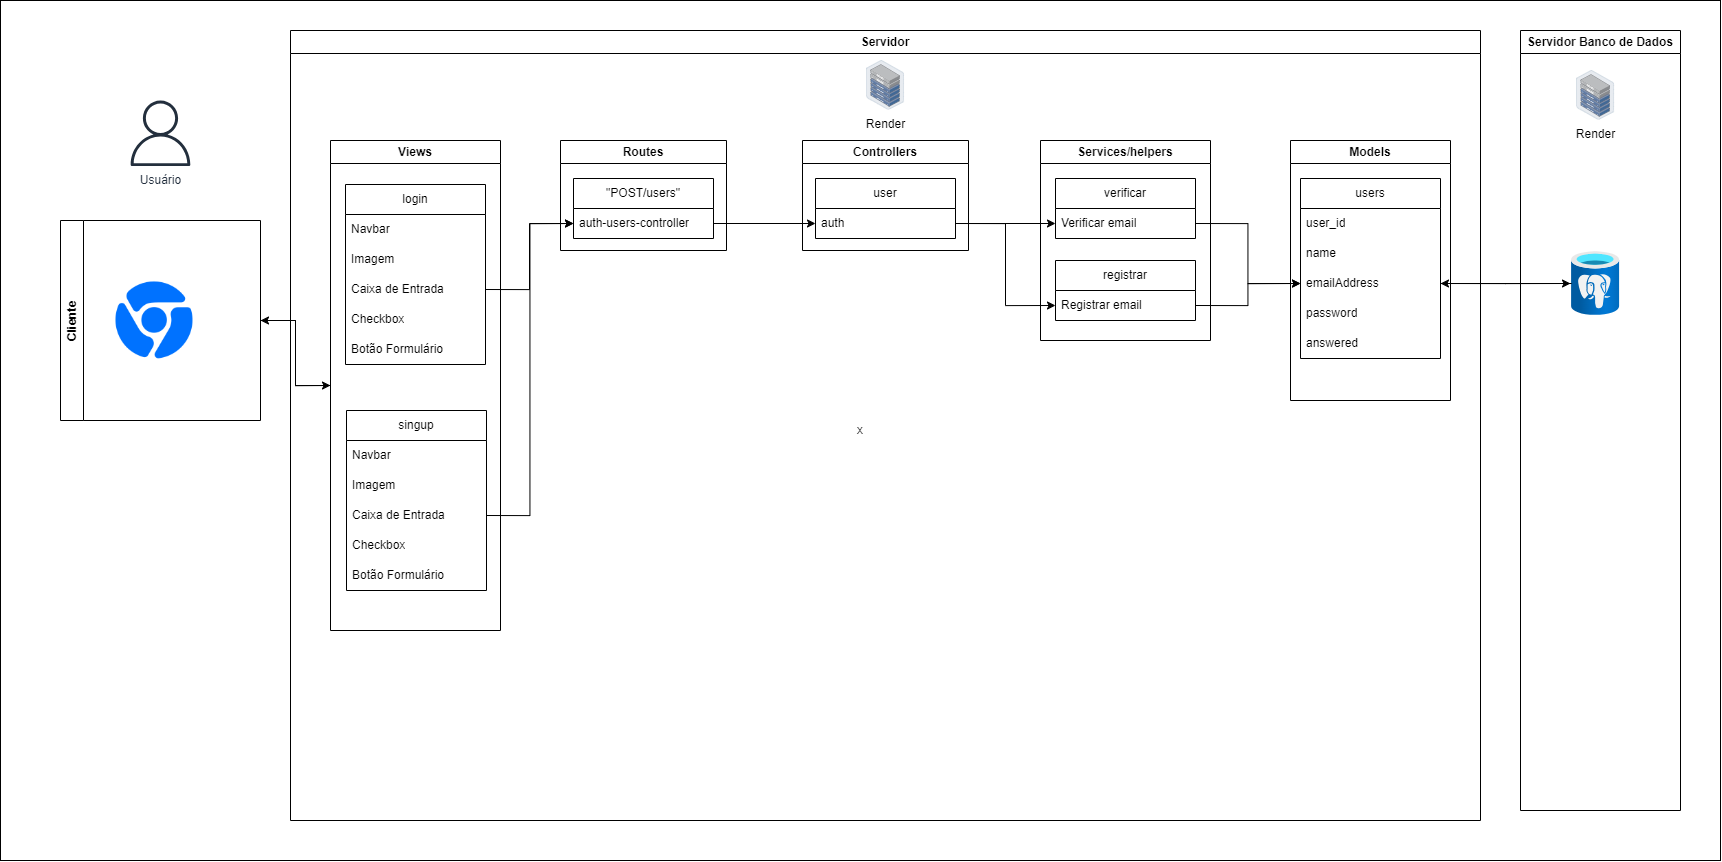 Servidor
Servidor Banco de Dados
Render
Render
Usuário
Cliente
Views
login
Navbar
Imagem
Caixa de Entrada
Checkbox
Botão Formulário
singup
Navbar
Imagem
Caixa de Entrada
Checkbox
Botão Formulário
Routes
"POST/users"
auth-users-controller
Controllers
user
auth
Services/helpers
verificar
Verificar email
registrar
Registrar email
Models
users
user_id
name
emailAddress
password
answered
x